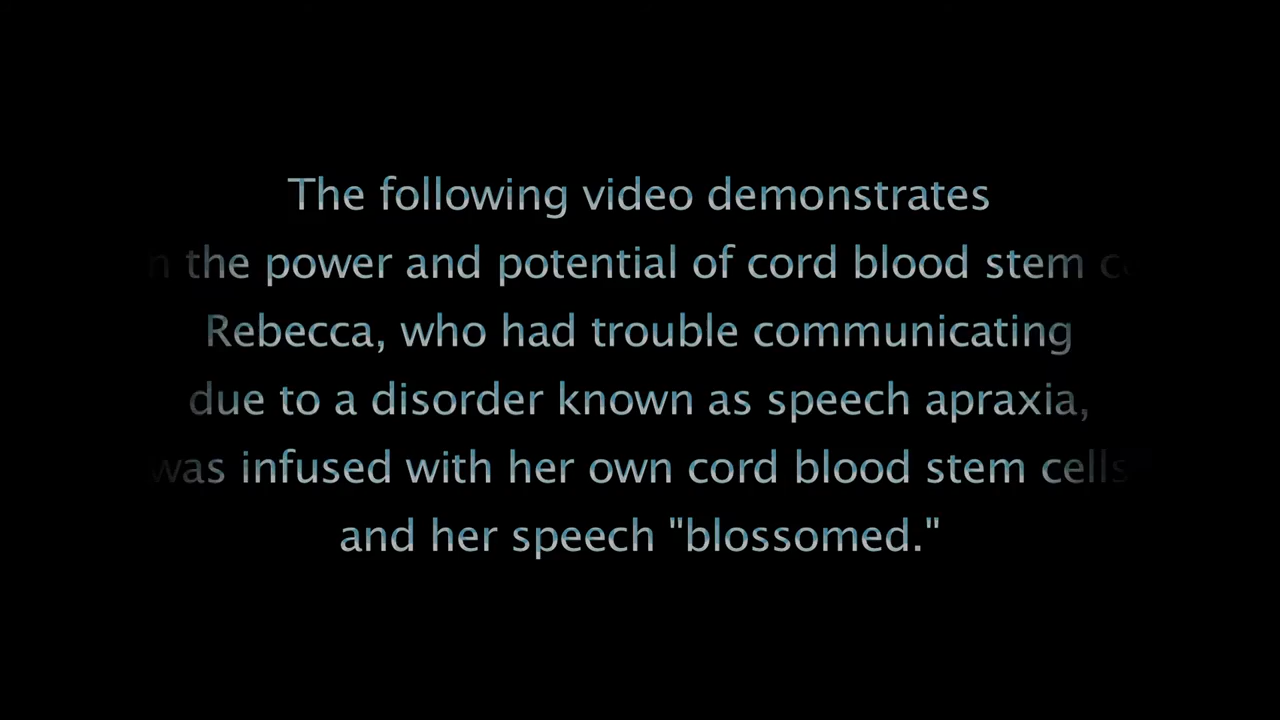 The following video demonstrates
the power and potential of cord blood stem
Rebecca, who had trouble communicating
due to a disorder known as speech apraxia,
was infused with her own cord blood stem cells
and her speech "blossomed."